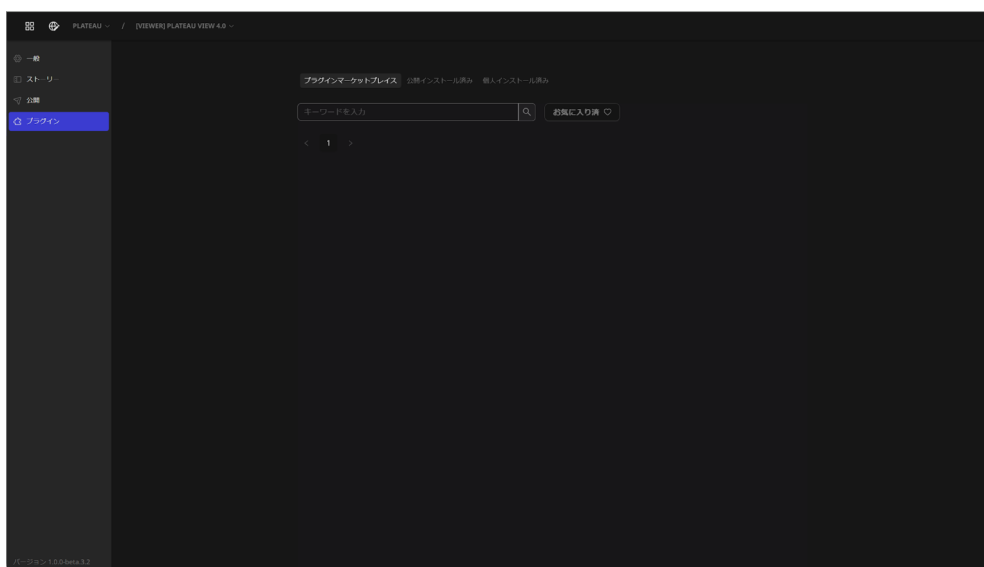 PLATEAU / [VIEWER] PLATEAU VIEW 4.0
一般
ストーリー
公開
プラグイン
プラグインマーケットプレイス 公開インストール済み 個人インストール済み
キーワードを入力 お気に入り済
< 1 >
バージョン 1.0.0-beta.3.2